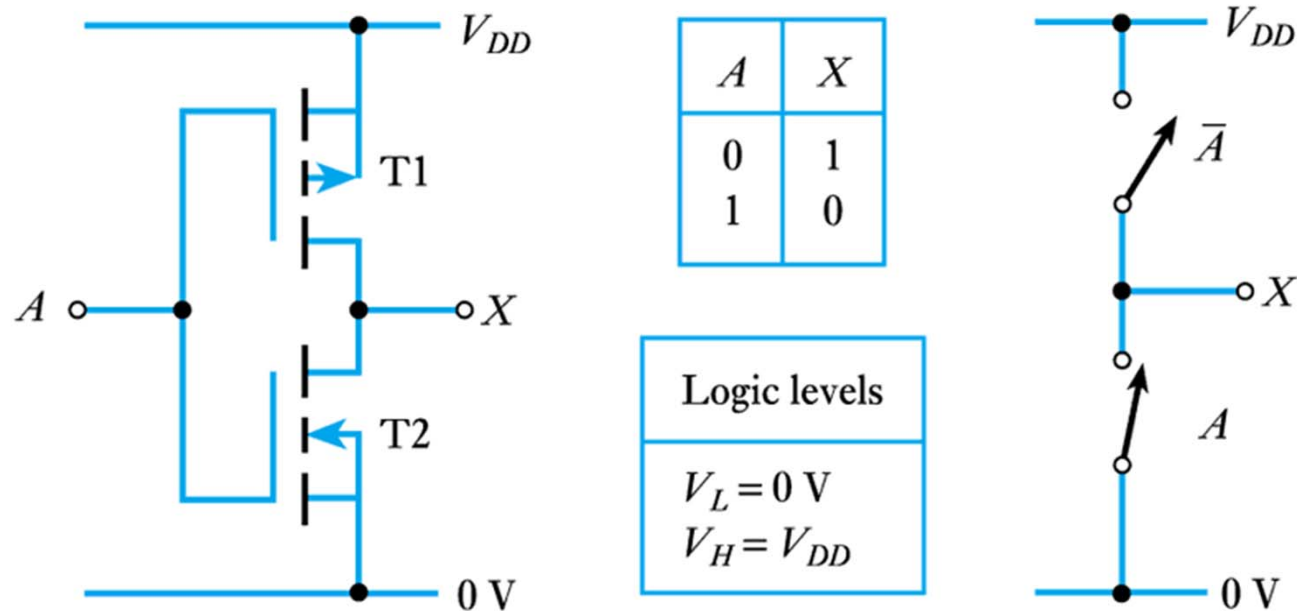 V_DD
T1
A
X
T2
0 V
A X
0 1
1 0
Logic levels
V_L = 0 V
V_H = V_DD
V_DD
A̅
X
A
0 V